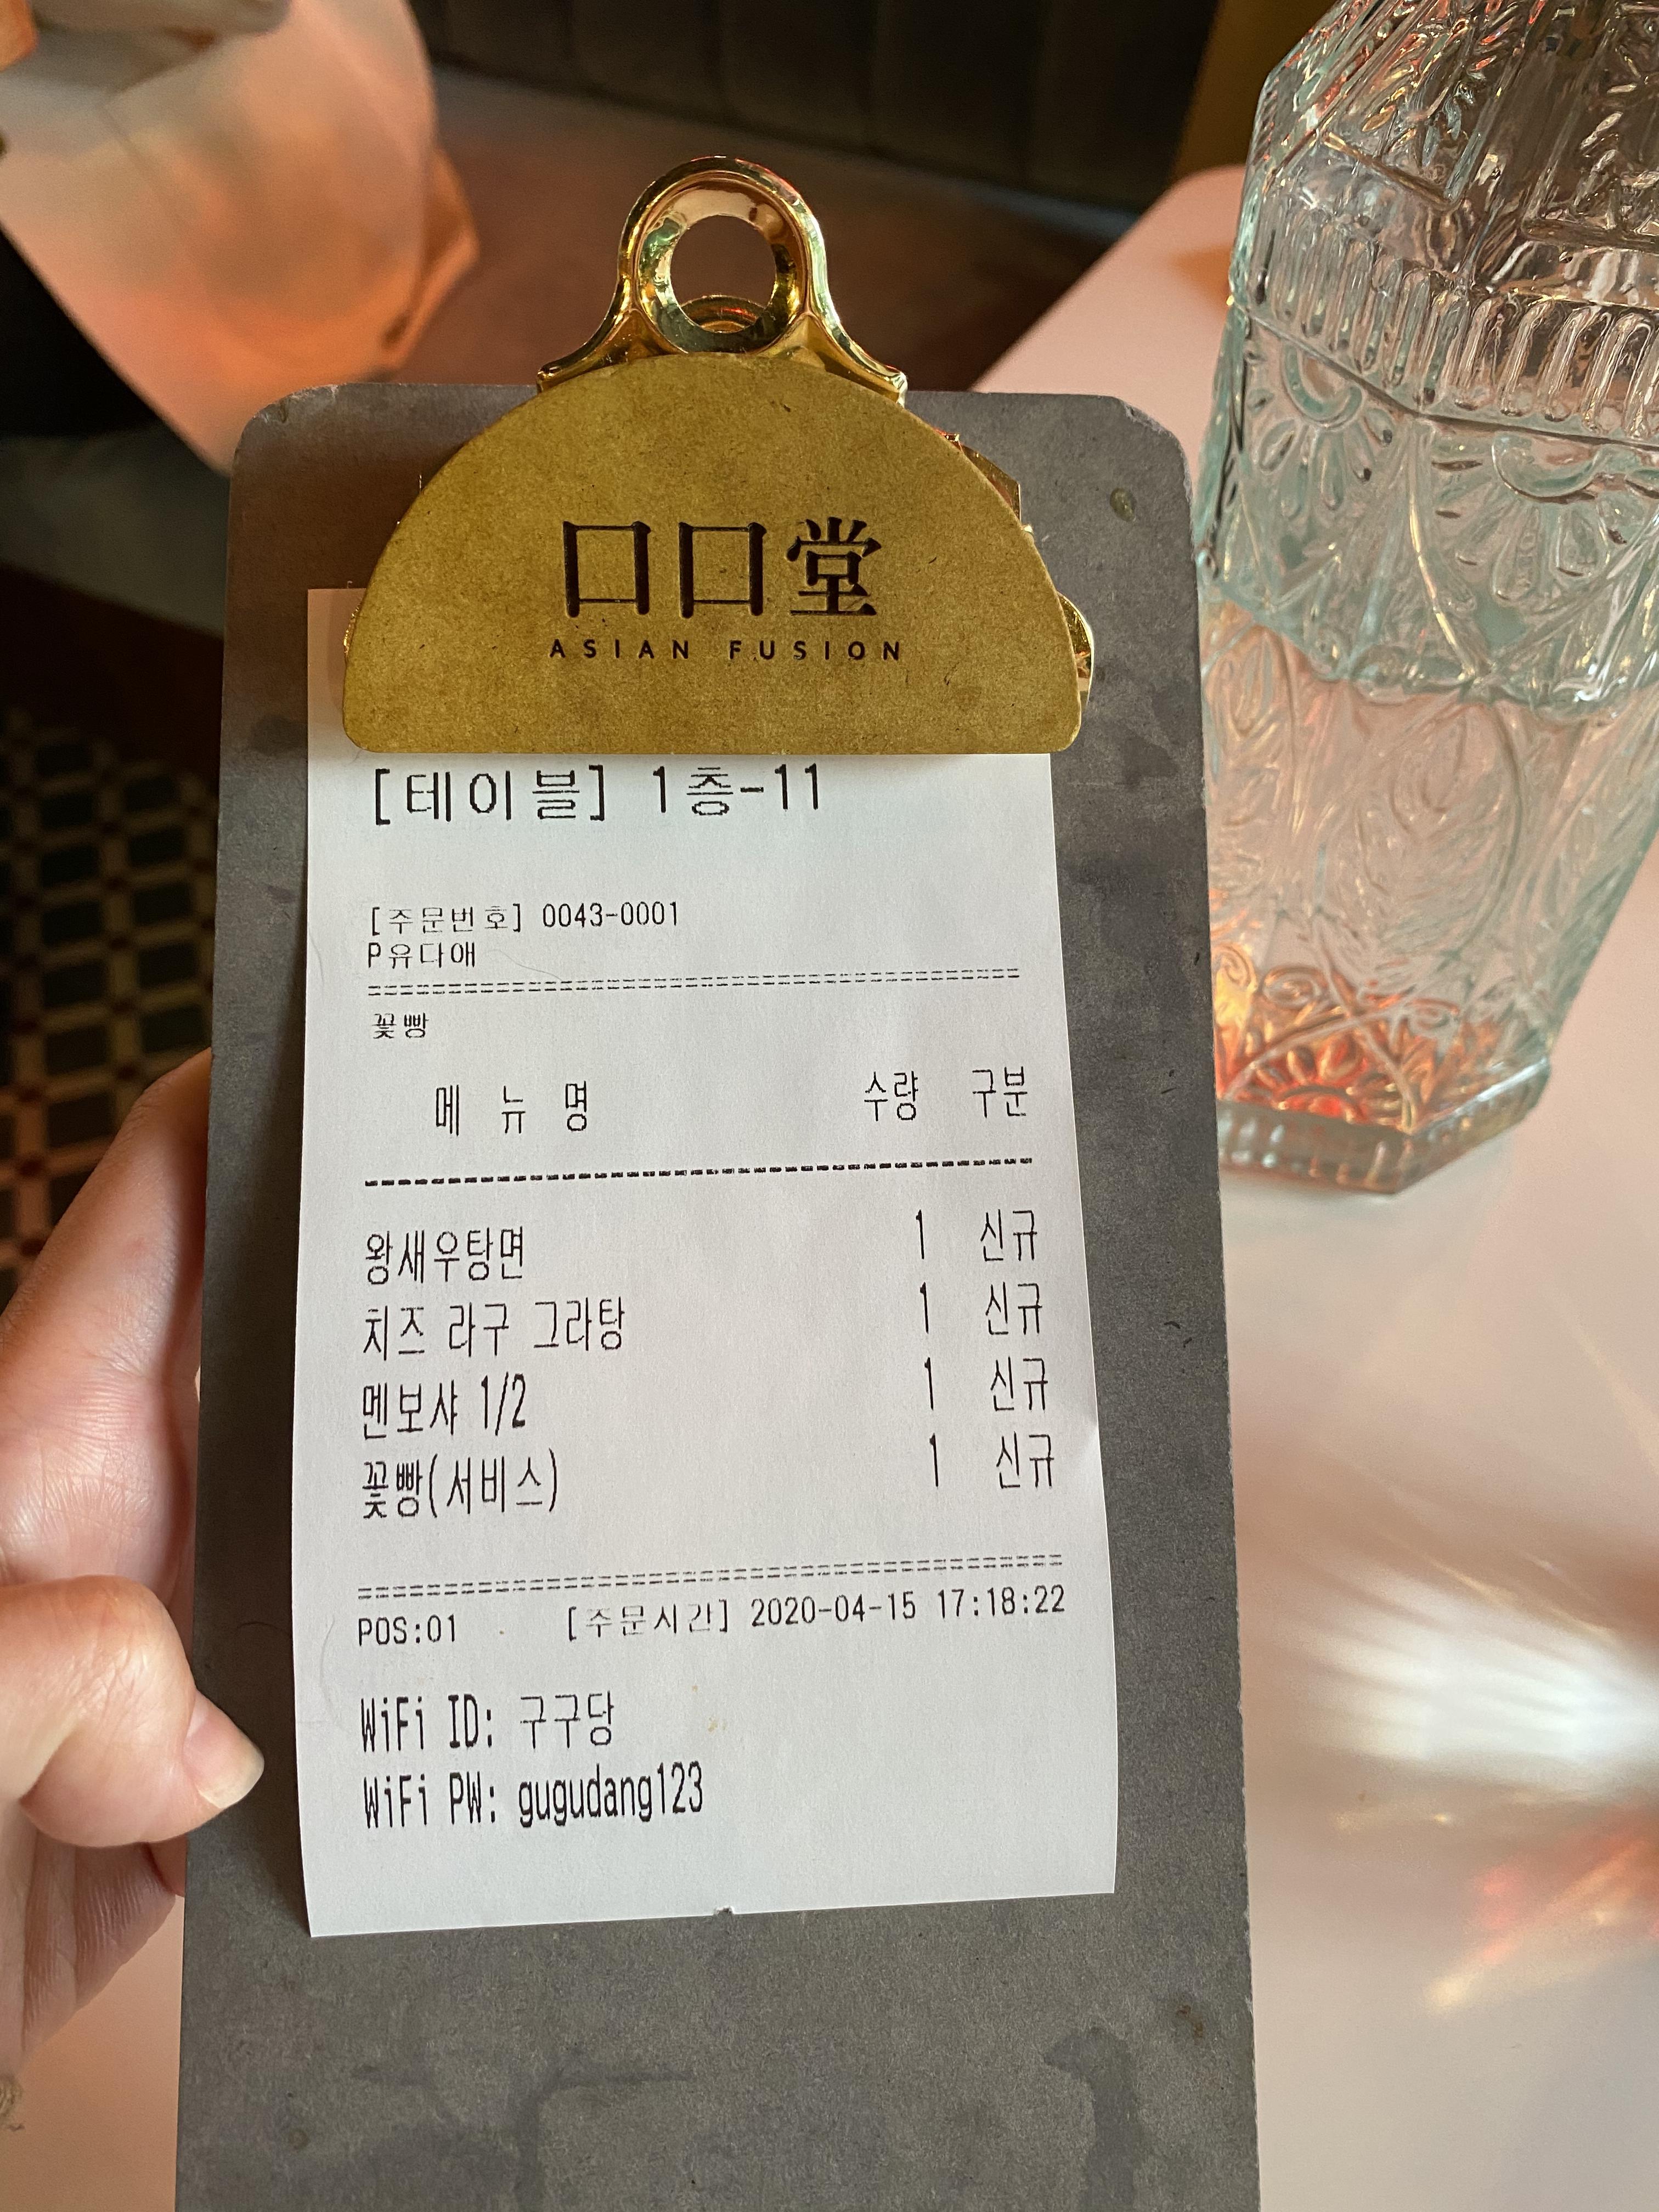 口口堂
ASIAN FUSION
[테이블] 1층-11
[주문번호] 0043-0001
P유다애
========================================
꽃빵
메 뉴 명 수량 구분
----------------------------------------
왕새우탕면 1 신규
치즈 라구 그라탕 1 신규
멘보샤 1/2 1 신규
꽃빵(서비스) 1 신규
========================================
POS:01 [주문시간] 2020-04-15 17:18:22
WiFi ID: 구구당
WiFi PW: gugudang123